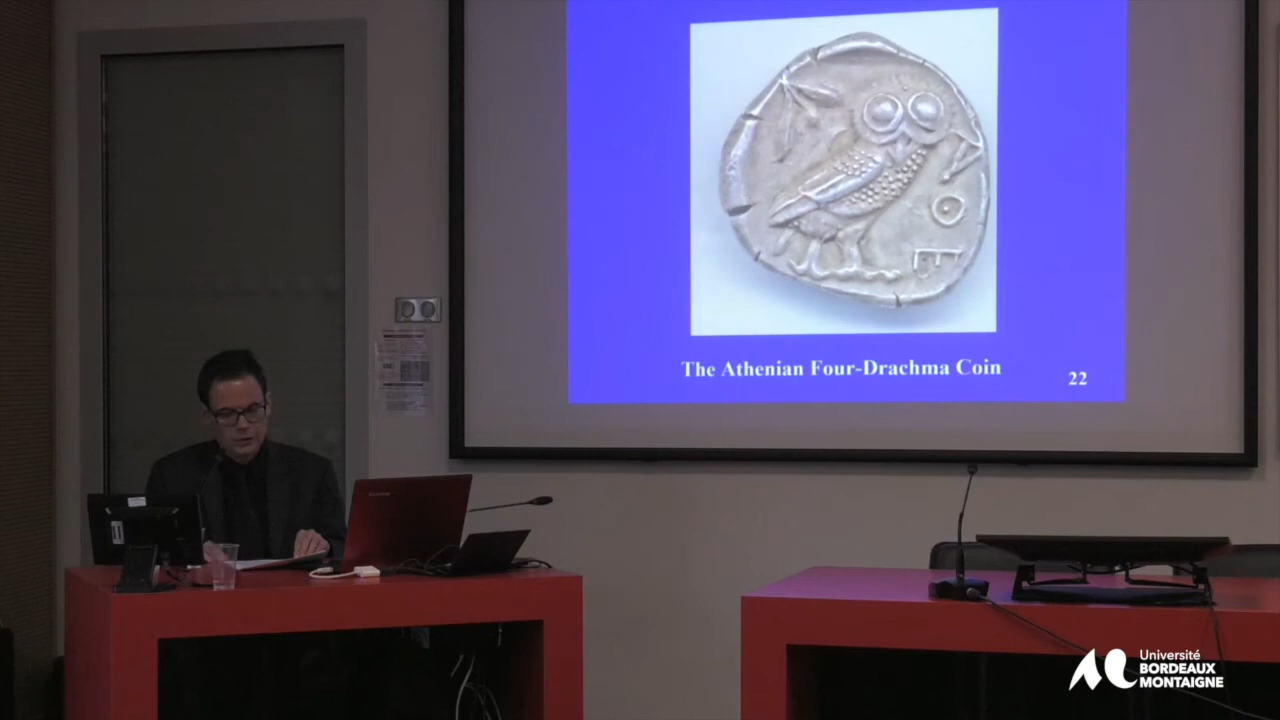 ΑΘΕ
The Athenian Four-Drachma Coin
22
Université
BORDEAUX
MONTAIGNE